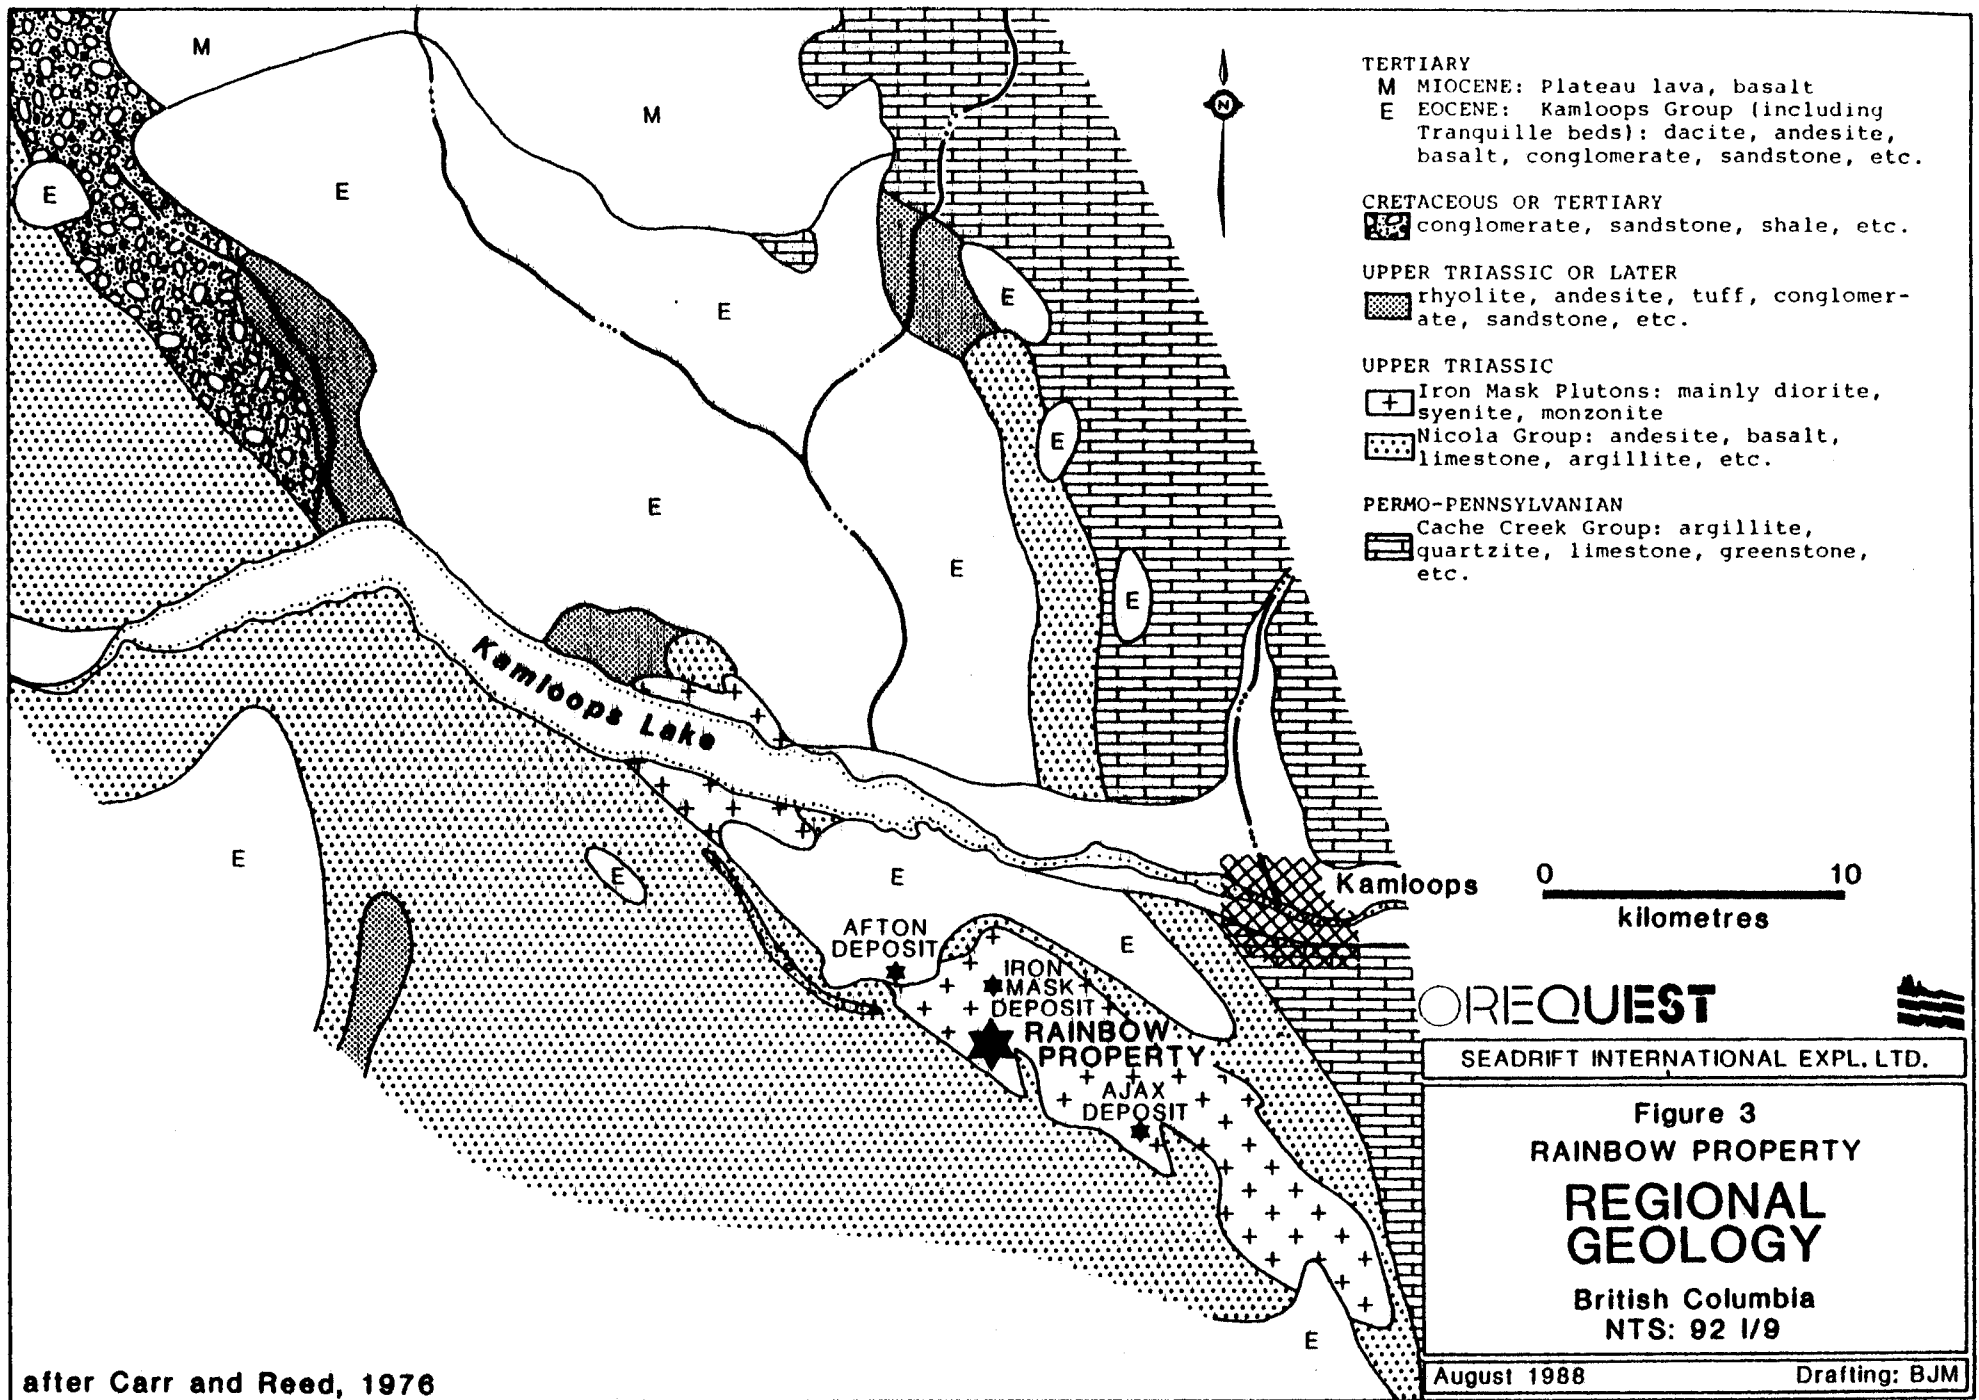 M
M
E
E
E
E
E
E
E
E
E
E
E
E
E
N
TERTIARY
M MIOCENE: Plateau lava, basalt
E EOCENE: Kamloops Group (including
Tranquille beds): dacite, andesite,
basalt, conglomerate, sandstone, etc.
CRETACEOUS OR TERTIARY
conglomerate, sandstone, shale, etc.
UPPER TRIASSIC OR LATER
rhyolite, andesite, tuff, conglomer-
ate, sandstone, etc.
UPPER TRIASSIC
Iron Mask Plutons: mainly diorite,
syenite, monzonite
Nicola Group: andesite, basalt,
limestone, argillite, etc.
PERMO-PENNSYLVANIAN
Cache Creek Group: argillite,
quartzite, limestone, greenstone,
etc.
Kamloops Lake
Kamloops
0 10
kilometres
AFTON
DEPOSIT
IRON
MASK
DEPOSIT
RAINBOW
PROPERTY
AJAX
DEPOSIT
OREQUEST
SEADRIFT INTERNATIONAL EXPL. LTD.
Figure 3
RAINBOW PROPERTY
REGIONAL
GEOLOGY
British Columbia
NTS: 92 I/9
August 1988 Drafting: BJM
after Carr and Reed, 1976